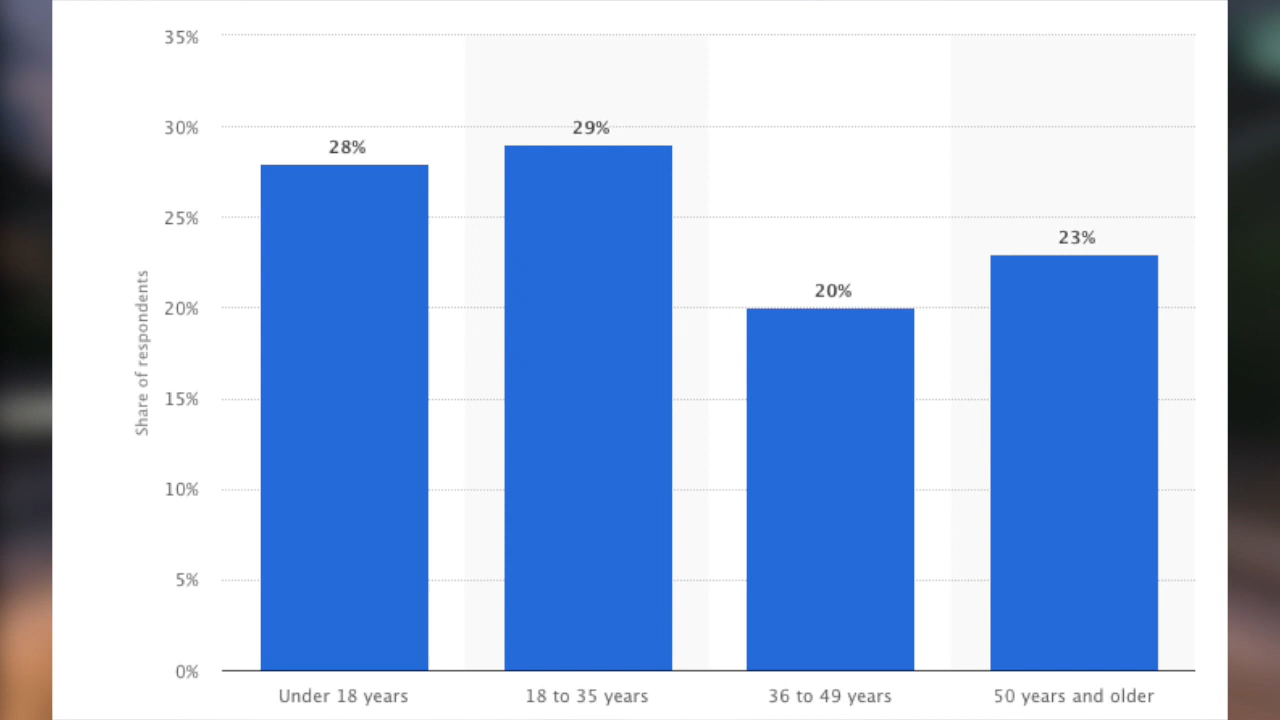 35%
30%
25%
20%
15%
10%
5%
0%
Share of respondents
28%
29%
20%
23%
Under 18 years
18 to 35 years
36 to 49 years
50 years and older